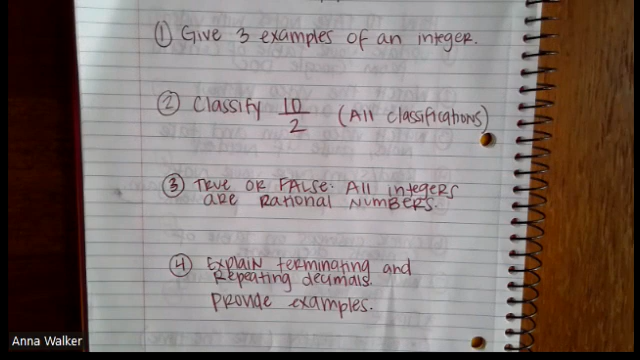 ① Give 3 examples of an integer.
② Classify 10/2 (All classifications)
③ TRUE OR FALSE: All integers
are Rational Numbers.
④ Explain terminating and
Repeating decimals.
Provide examples.
Anna Walker